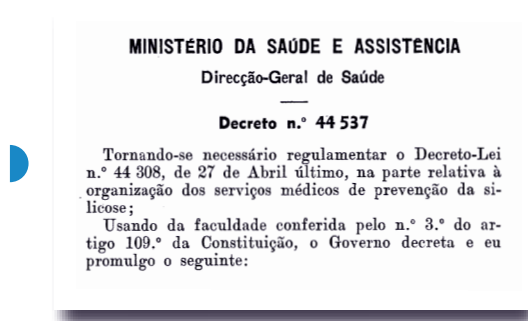 MINISTÉRIO DA SAÚDE E ASSISTÊNCIA
Direcção-Geral de Saúde
Decreto n.º 44 537
Tornando-se necessário regulamentar o Decreto-Lei
n.º 44 308, de 27 de Abril último, na parte relativa à
organização dos serviços médicos de prevenção da si-
licose;
Usando da faculdade conferida pelo n.º 3.º do ar-
tigo 109.º da Constituição, o Governo decreta e eu
promulgo o seguinte: